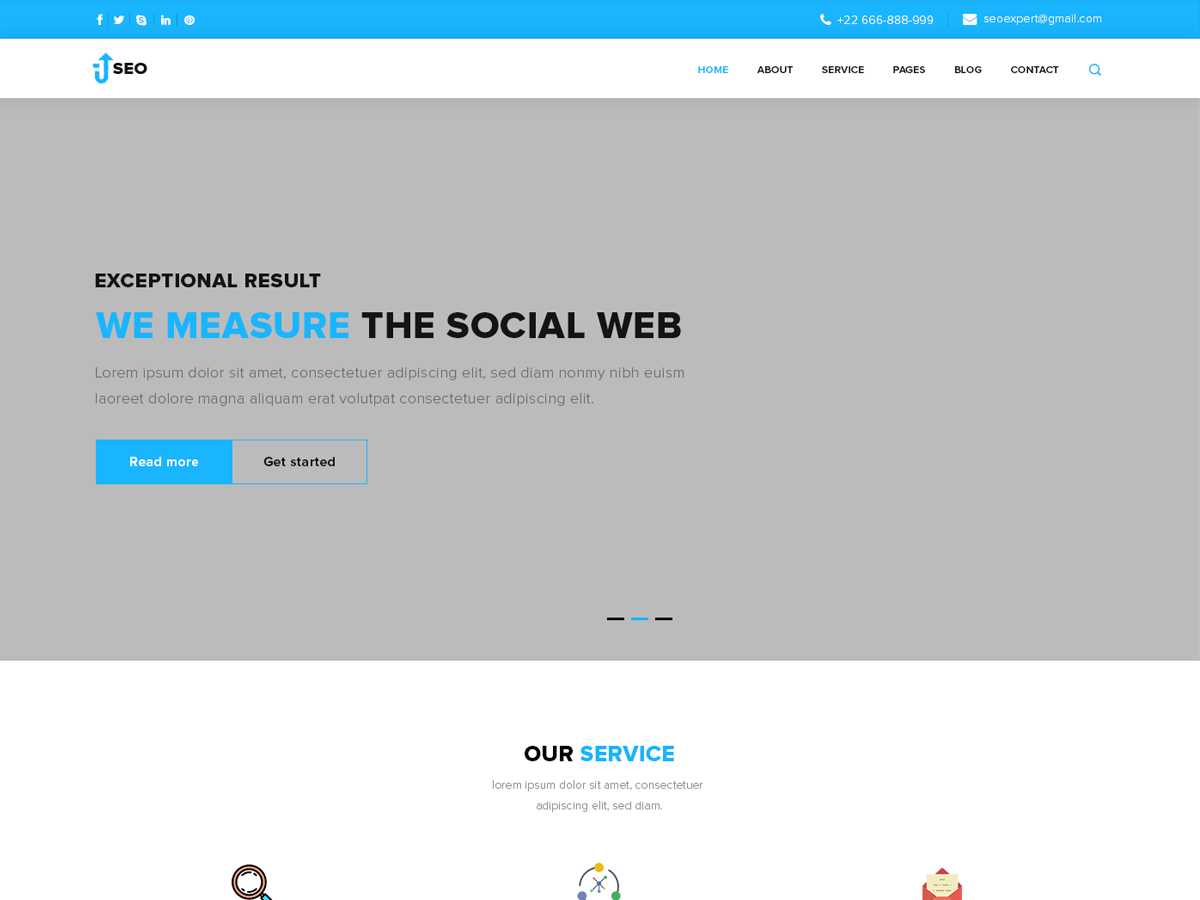 +22 666-888-999
seoexpert@gmail.com
SEO
HOME ABOUT SERVICE PAGES BLOG CONTACT
EXCEPTIONAL RESULT
WE MEASURE THE SOCIAL WEB
Lorem ipsum dolor sit amet, consectetuer adipiscing elit, sed diam nonmy nibh euism
laoreet dolore magna aliquam erat volutpat consectetuer adipiscing elit.
Read more
Get started
OUR SERVICE
lorem ipsum dolor sit amet, consectetuer
adipiscing elit, sed diam.